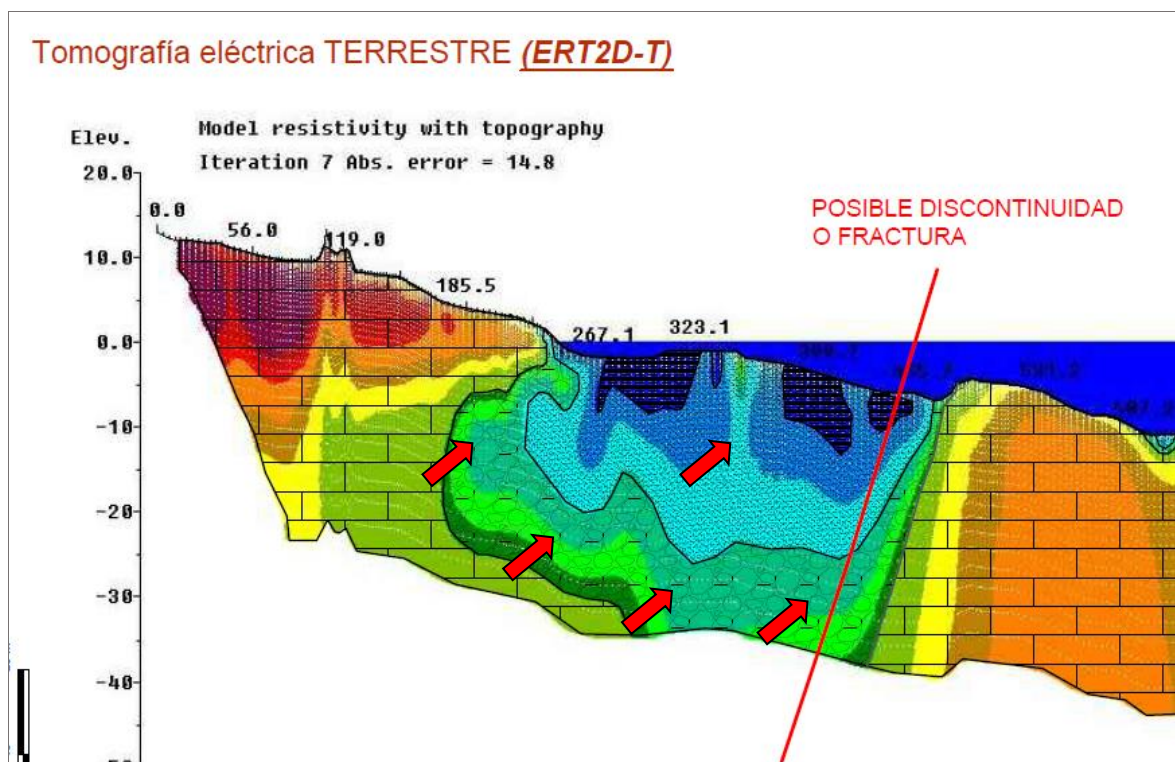 Tomografía eléctrica TERRESTRE (ERT2D-T)
Model resistivity with topography
Elev.
Iteration 7 Abs. error = 14.8
20.0
0.0
56.0
119.0
POSIBLE DISCONTINUIDAD
O FRACTURA
10.0
185.5
0.0
267.1
323.1
-10
-20
-30
-40